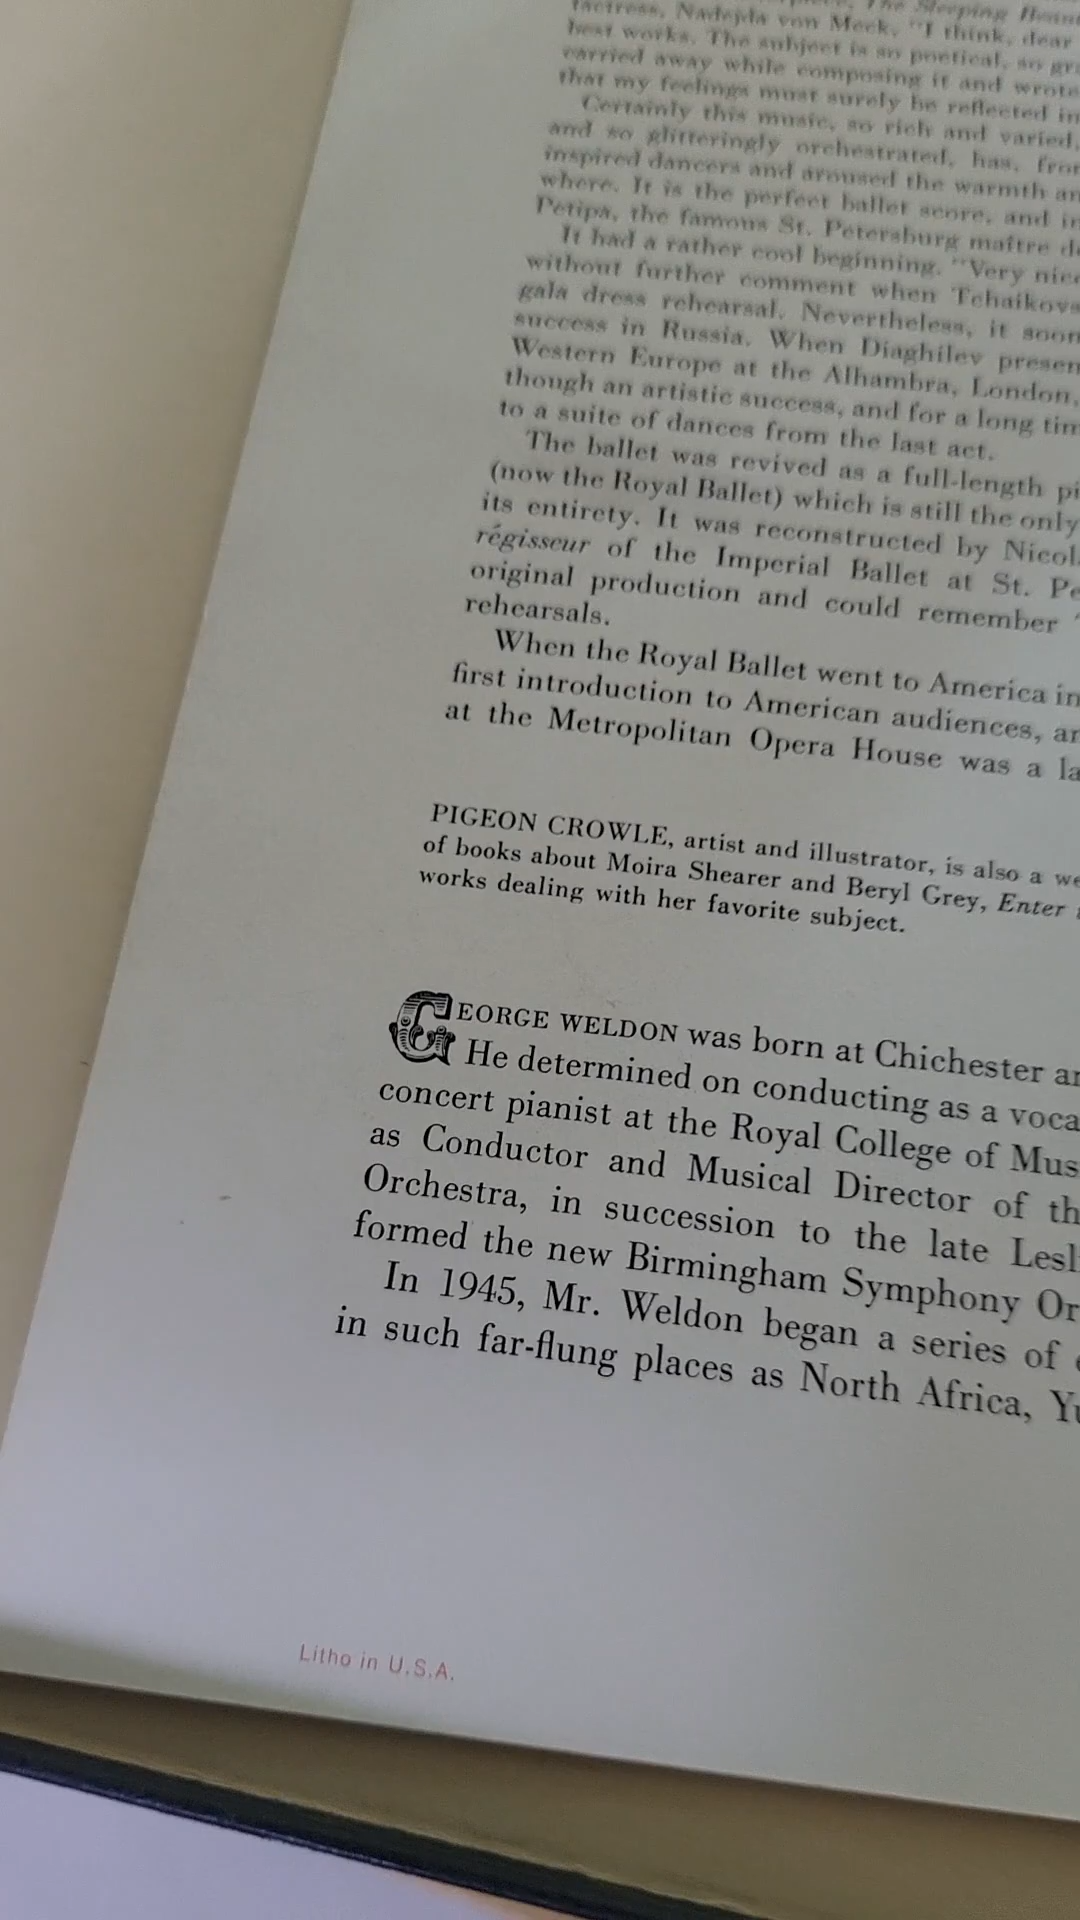 The Sleeping
tactress, Nadejda von Meck, "I think, dear
best works. The subject is so poetical, so
carried away while composing it and wrote
that my feelings must surely be reflected in
Certainly this music, so rich and varied,
and so glitteringly orchestrated, has,
inspired dancers and aroused the warmth
where. It is the perfect ballet score, and
Petipa, the famous St. Petersburg maître
It had a rather cool beginning. "Very nice
without further comment when Tchaikovs
gala dress rehearsal. Nevertheless, it soon
success in Russia. When Diaghilev presen
Western Europe at the Alhambra, London,
though an artistic success, and for a long tim
to a suite of dances from the last act.
The ballet was revived as a full-length pi
(now the Royal Ballet) which is still the only
its entirety. It was reconstructed by Nicol
régisseur of the Imperial Ballet at St. Pe
original production and could remember "
rehearsals.
When the Royal Ballet went to America in
first introduction to American audiences, an
at the Metropolitan Opera House was a la
PIGEON CROWLE, artist and illustrator, is also a we
of books about Moira Shearer and Beryl Grey, Enter
works dealing with her favorite subject.
GEORGE WELDON was born at Chichester an
He determined on conducting as a voca
concert pianist at the Royal College of Mus
as Conductor and Musical Director of th
Orchestra, in succession to the late Lesl
formed the new Birmingham Symphony Or
In 1945, Mr. Weldon began a series of
in such far-flung places as North Africa, Yu
Litho in U.S.A.